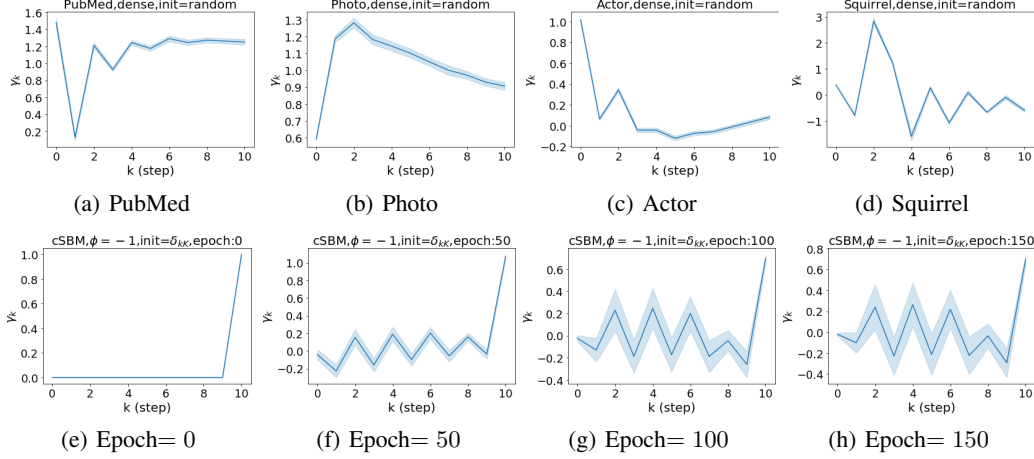 PubMed,dense,init=random
Photo,dense,init=random
Actor,dense,init=random
Squirrel,dense,init=random
1.6
1.4
1.2
1.0
0.8
0.6
0.4
0.2
γk
0 2 4 6 8 10
k (step)
1.3
1.2
1.1
1.0
0.9
0.8
0.7
0.6
γk
0 2 4 6 8 10
k (step)
1.0
0.8
0.6
0.4
0.2
0.0
−0.2
γk
0 2 4 6 8 10
k (step)
3
2
1
0
−1
γk
0 2 4 6 8 10
k (step)
(a) PubMed
(b) Photo
(c) Actor
(d) Squirrel
cSBM,ϕ = −1,init=δkK,epoch:0
cSBM,ϕ = −1,init=δkK,epoch:50
cSBM,ϕ = −1,init=δkK,epoch:100
cSBM,ϕ = −1,init=δkK,epoch:150
1.0
0.8
0.6
0.4
0.2
0.0
γk
0 2 4 6 8 10
k (step)
1.0
0.8
0.6
0.4
0.2
0.0
−0.2
γk
0 2 4 6 8 10
k (step)
0.6
0.4
0.2
0.0
−0.2
−0.4
γk
0 2 4 6 8 10
k (step)
0.8
0.6
0.4
0.2
0.0
−0.2
−0.4
γk
0 2 4 6 8 10
k (step)
(e) Epoch= 0
(f) Epoch= 50
(g) Epoch= 100
(h) Epoch= 150